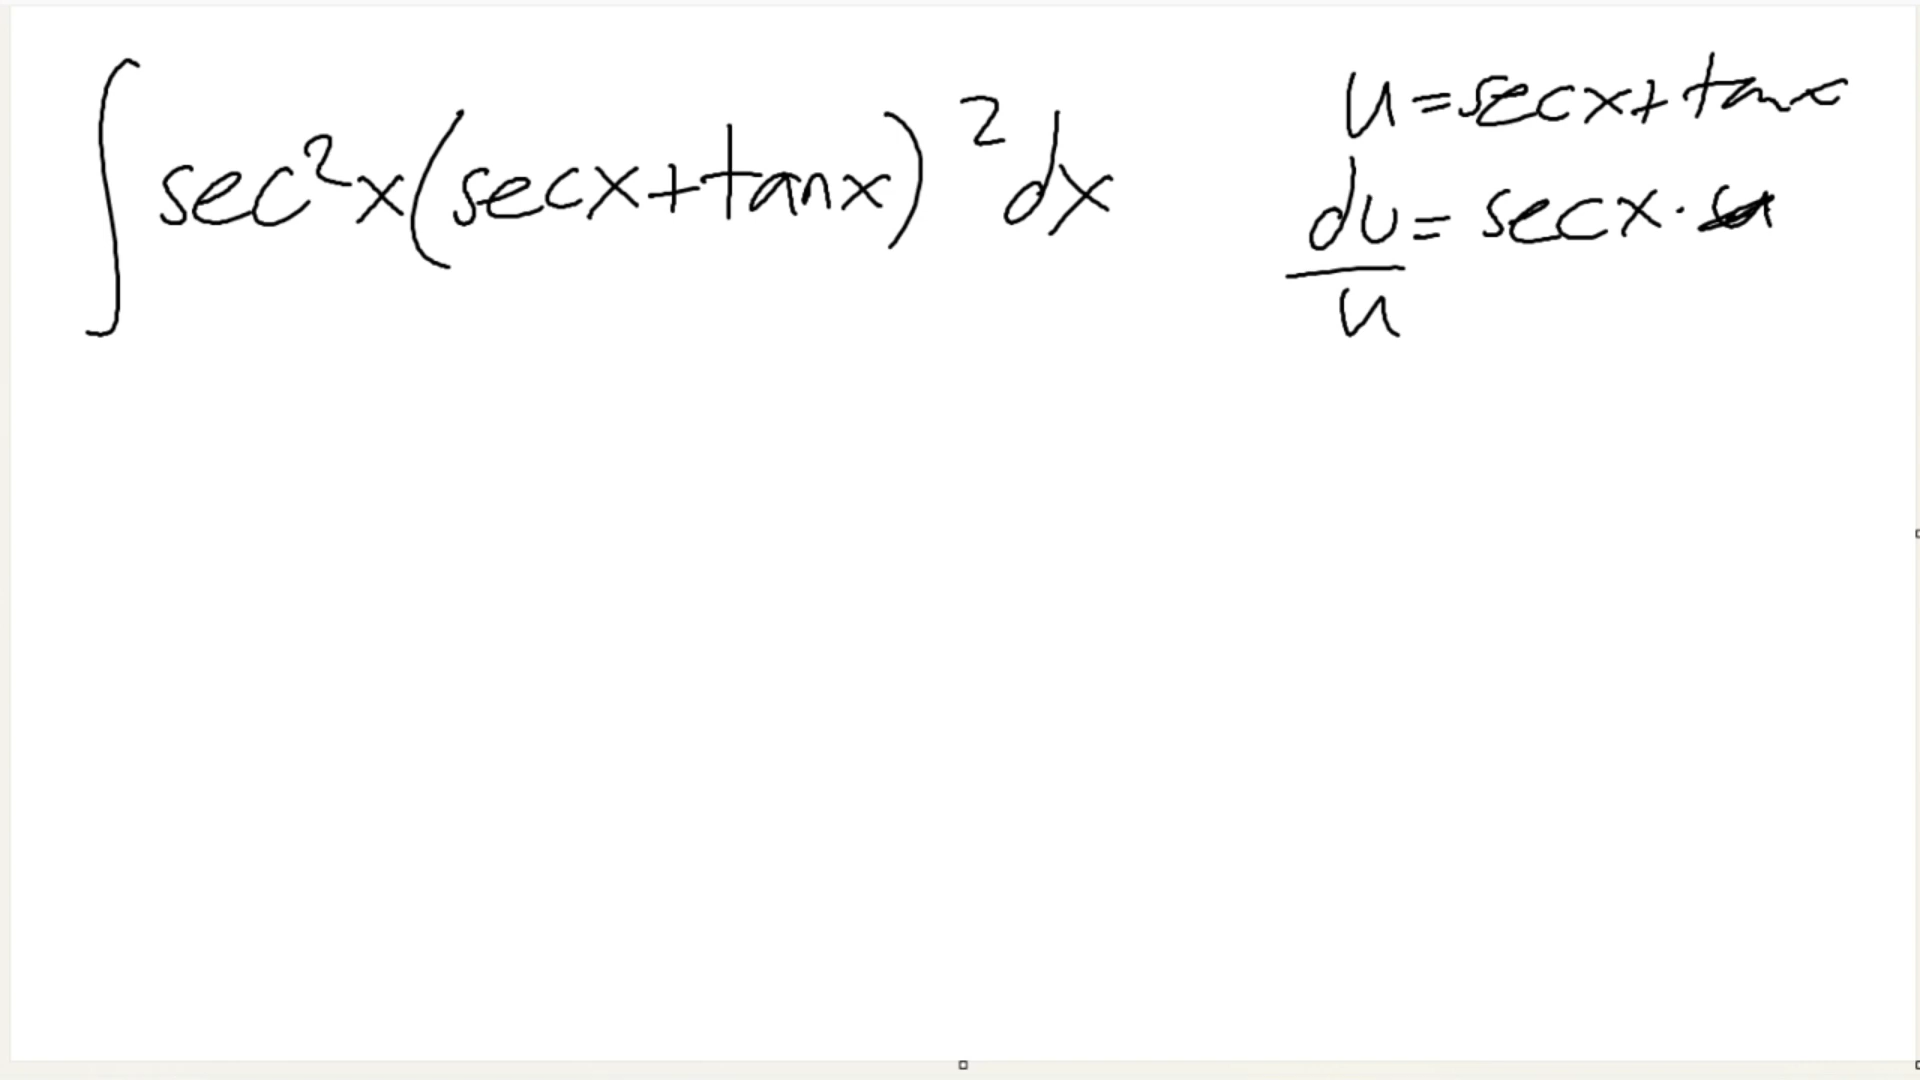 ∫ sec²x(secx+tanx)²dx
u=secx+tanx
du/u = secx·